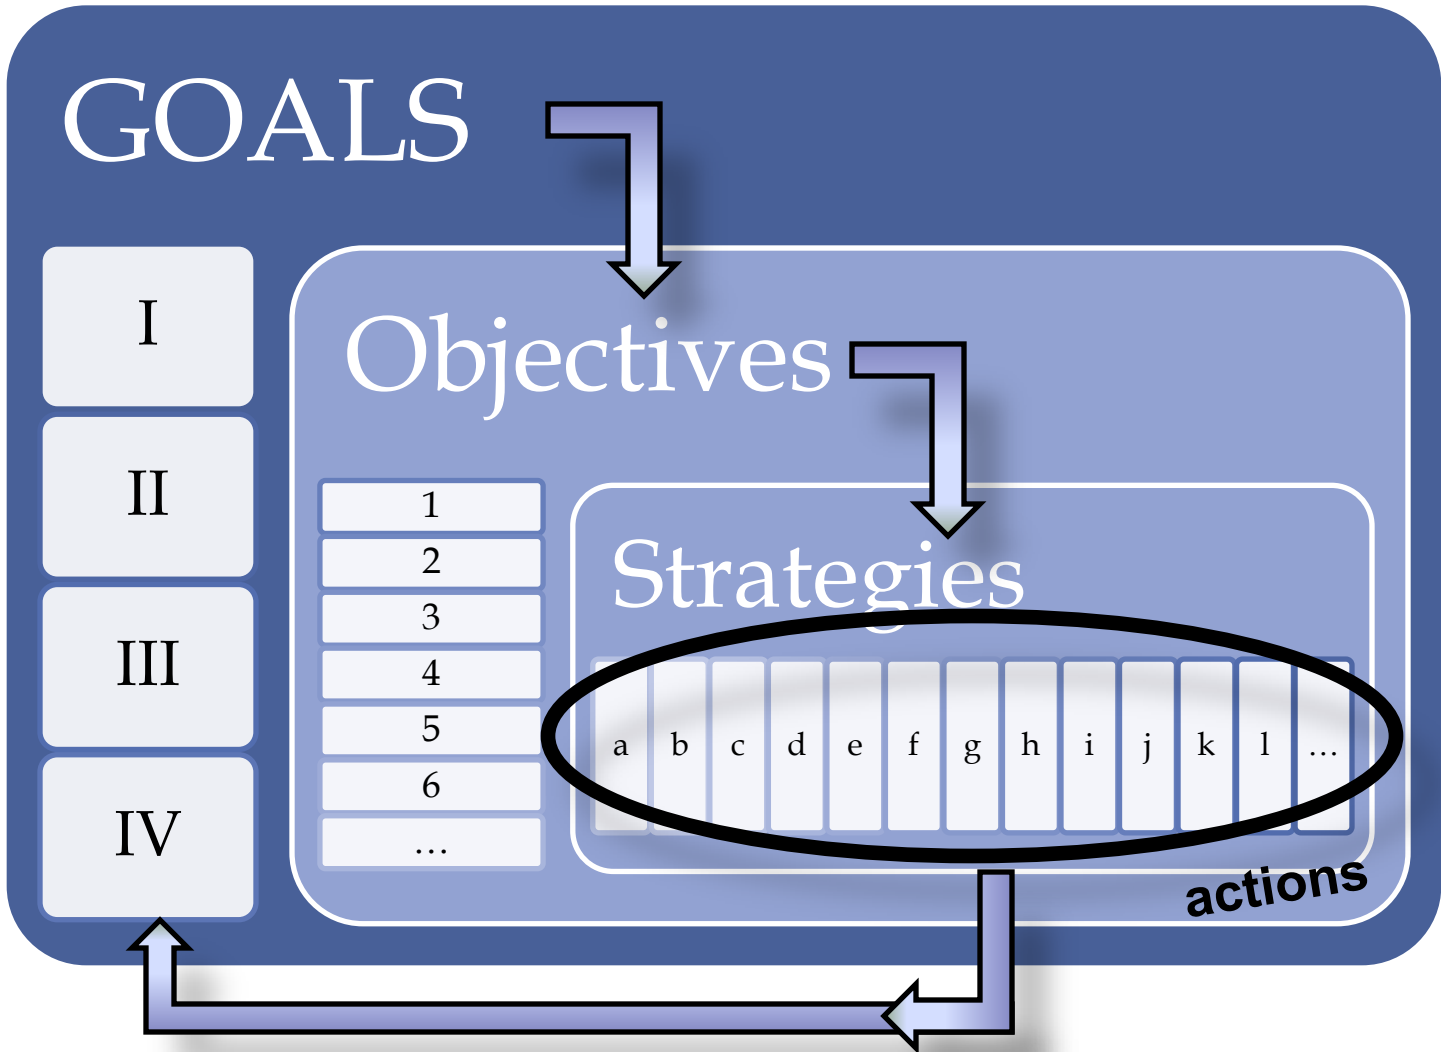 GOALS
I
II
III
IV
Objectives
1
2
3
4
5
6
…
Strategies
a b c d e f g h i j k l …
actions